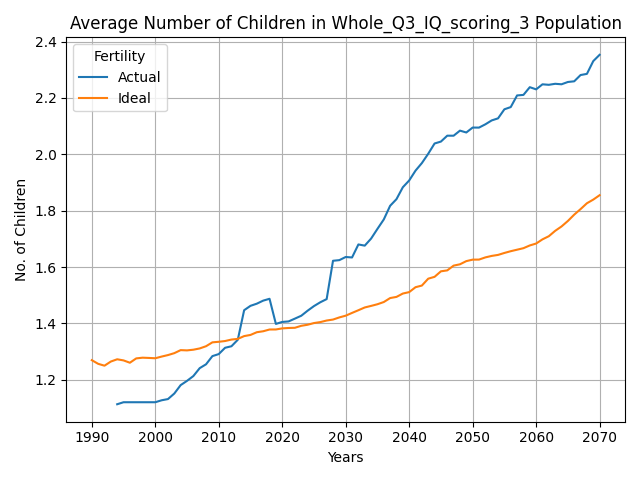 Average Number of Children in Whole_Q3_IQ_scoring_3 Population
Fertility
Actual
Ideal
No. of Children
2.4
2.2
2.0
1.8
1.6
1.4
1.2
1990 2000 2010 2020 2030 2040 2050 2060 2070
Years